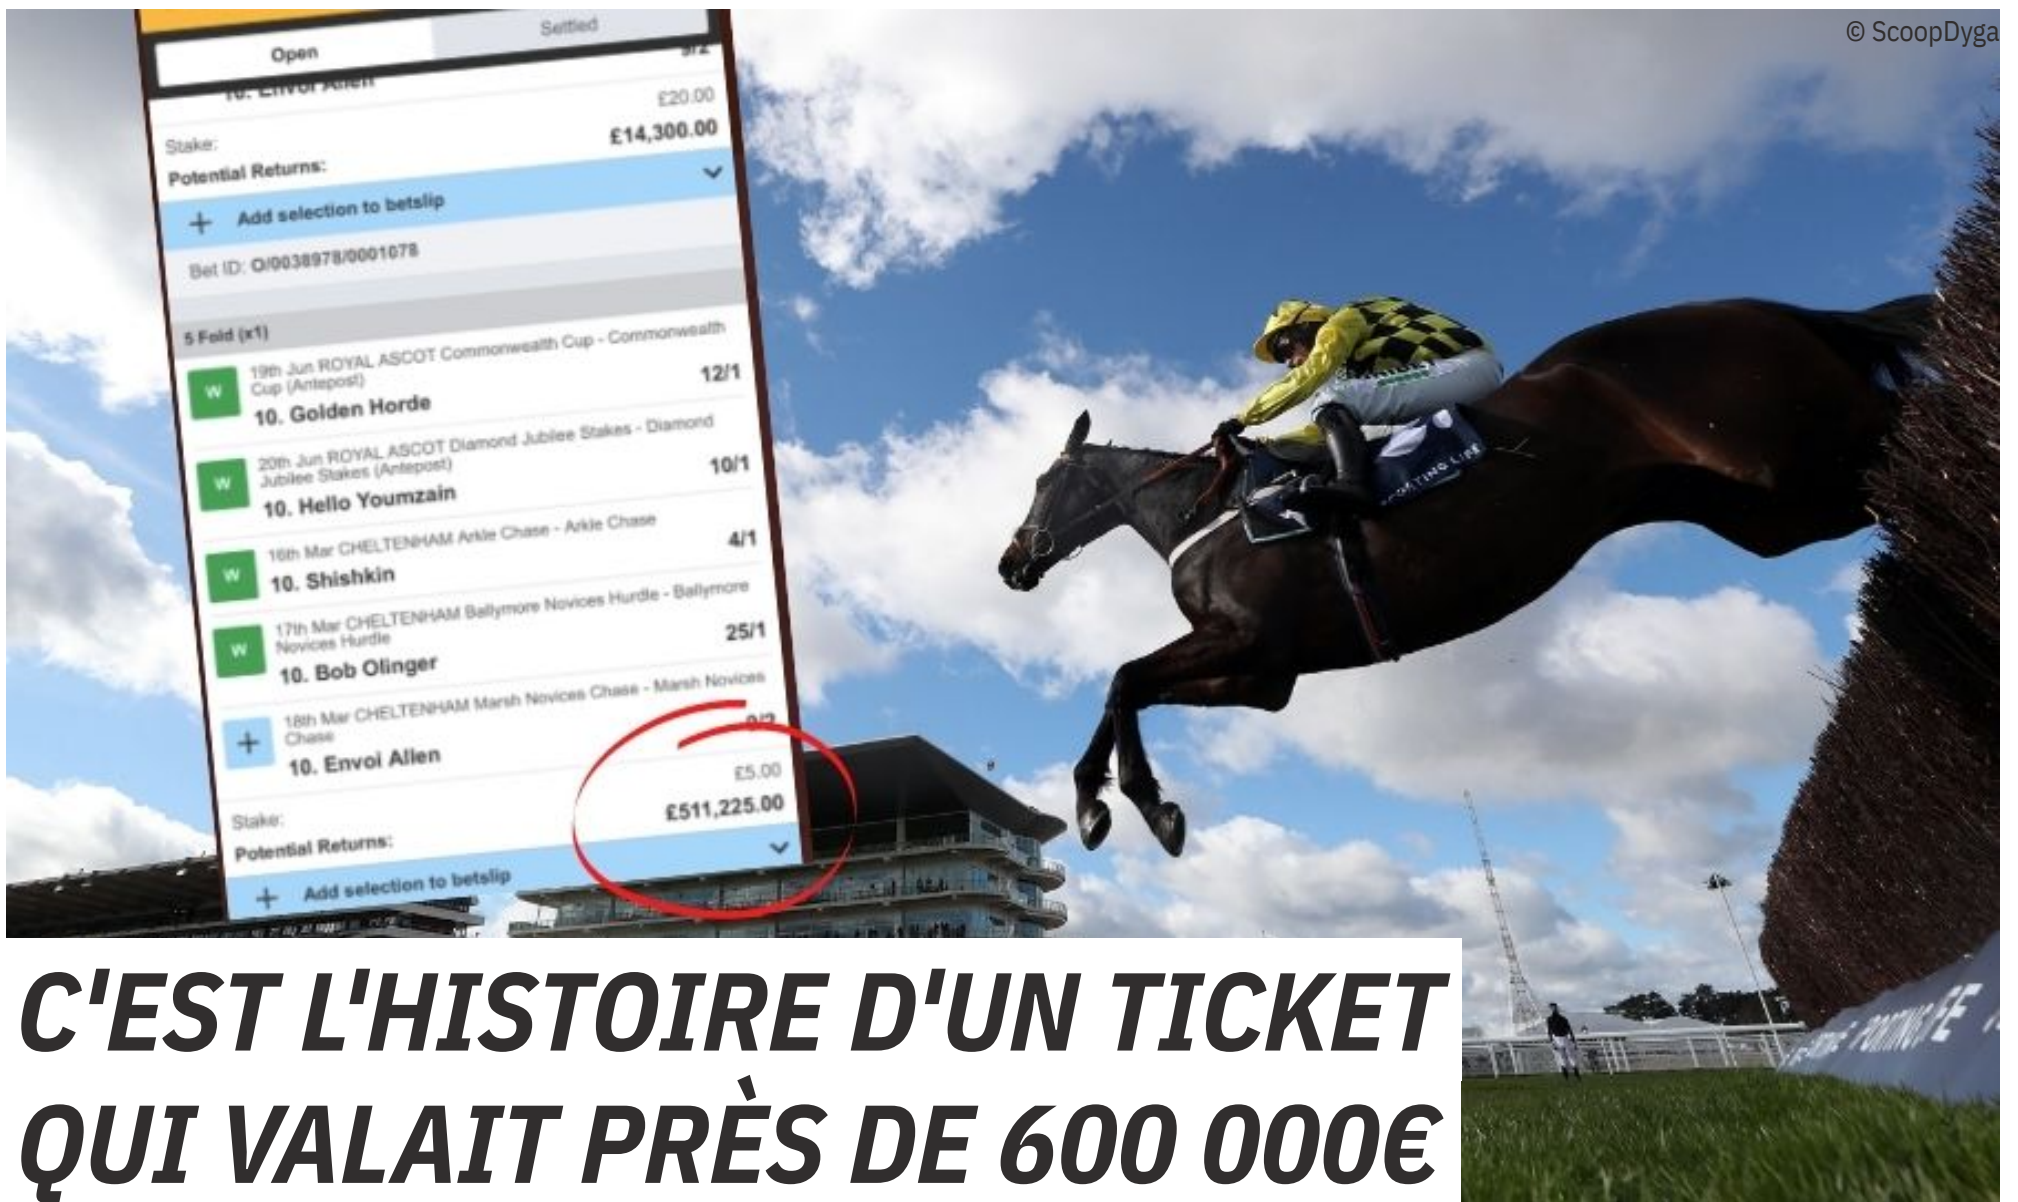 © ScoopDyga
Open
Settled
10. Envoi Allen
9/2
£20.00
Stake:
£14,300.00
Potential Returns:
+ Add selection to betslip
Bet ID: O/0038978/0001078
5 Fold (x1)
W
19th Jun ROYAL ASCOT Commonwealth Cup - Commonwealth
Cup (Antepost)
12/1
10. Golden Horde
W
20th Jun ROYAL ASCOT Diamond Jubilee Stakes - Diamond
Jubilee Stakes (Antepost)
10/1
10. Hello Youmzain
W
16th Mar CHELTENHAM Arkle Chase - Arkle Chase
4/1
10. Shishkin
W
17th Mar CHELTENHAM Ballymore Novices Hurdle - Ballymore
Novices Hurdle
25/1
10. Bob Olinger
+
18th Mar CHELTENHAM Marsh Novices Chase - Marsh Novices
Chase
9/2
10. Envoi Allen
£5.00
Stake:
£511,225.00
Potential Returns:
+ Add selection to betslip
PORTING LIFE
C'EST L'HISTOIRE D'UN TICKET
QUI VALAIT PRÈS DE 600 000€